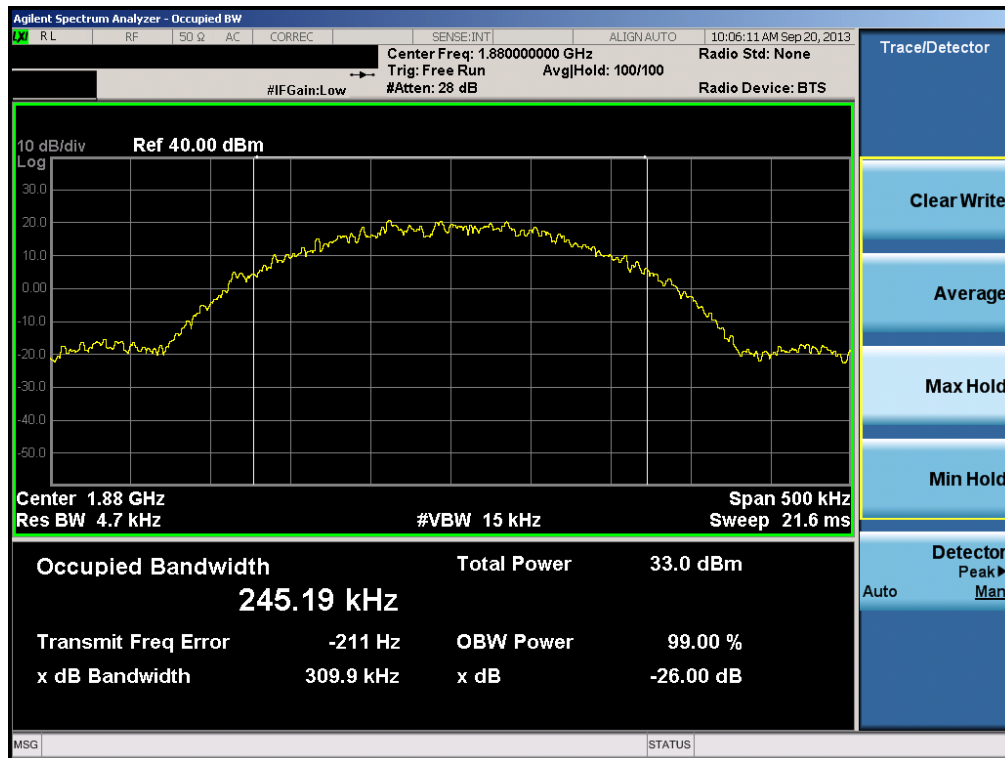 Agilent Spectrum Analyzer - Occupied BW
LXI RL RF 50 Ω AC CORREC SENSE:INT ALIGN AUTO 10:06:11 AM Sep 20, 2013
Center Freq: 1.880000000 GHz Radio Std: None
Trig: Free Run Avg|Hold: 100/100
#IFGain:Low #Atten: 28 dB Radio Device: BTS
10 dB/div Ref 40.00 dBm
Log
30.0
20.0
10.0
0.00
-10.0
-20.0
-30.0
-40.0
-50.0
Center 1.88 GHz Span 500 kHz
Res BW 4.7 kHz #VBW 15 kHz Sweep 21.6 ms
Occupied Bandwidth Total Power 33.0 dBm
245.19 kHz
Transmit Freq Error -211 Hz OBW Power 99.00 %
x dB Bandwidth 309.9 kHz x dB -26.00 dB
MSG STATUS
Trace/Detector
Clear Write
Average
Max Hold
Min Hold
Detector
Peak▶
Auto Man